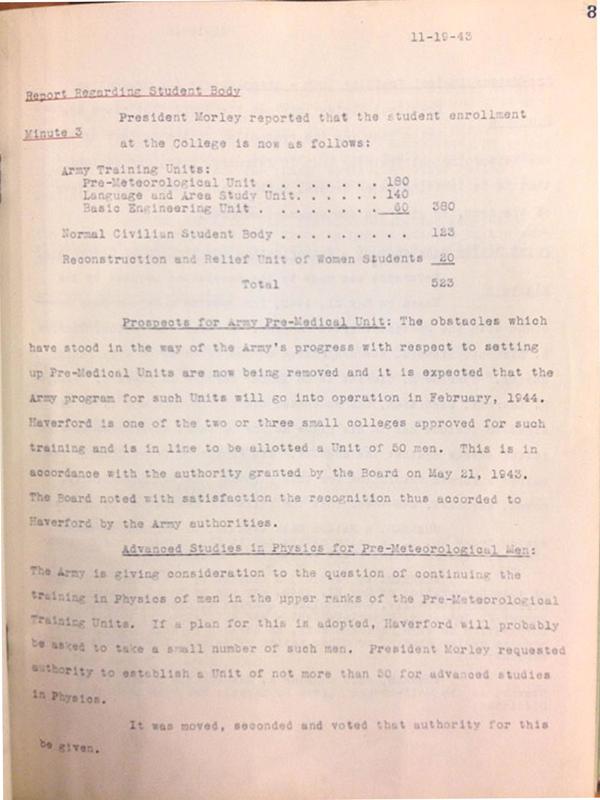 8
11-19-43
Report Regarding Student Body
President Morley reported that the student enrollment
Minute 3
at the College is now as follows:
Army Training Units:
Pre-Meteorological Unit . . . . . . . . 180
Language and Area Study Unit. . . . . . 140
Basic Engineering Unit . . . . . . . . 60 380
Normal Civilian Student Body . . . . . . . . . 123
Reconstruction and Relief Unit of Women Students 20
Total 523
Prospects for Army Pre-Medical Unit: The obstacles which
have stood in the way of the Army's progress with respect to setting
up Pre-Medical Units are now being removed and it is expected that the
Army program for such Units will go into operation in February, 1944.
Haverford is one of the two or three small colleges approved for such
training and is in line to be allotted a Unit of 50 men. This is in
accordance with the authority granted by the Board on May 21, 1943.
The Board noted with satisfaction the recognition thus accorded to
Haverford by the Army authorities.
Advanced Studies in Physics for Pre-Meteorological Men:
The Army is giving consideration to the question of continuing the
training in Physics of men in the upper ranks of the Pre-Meteorological
Training Units. If a plan for this is adopted, Haverford will probably
be asked to take a small number of such men. President Morley requested
authority to establish a Unit of not more than 50 for advanced studies
in Physics.
It was moved, seconded and voted that authority for this
be given.